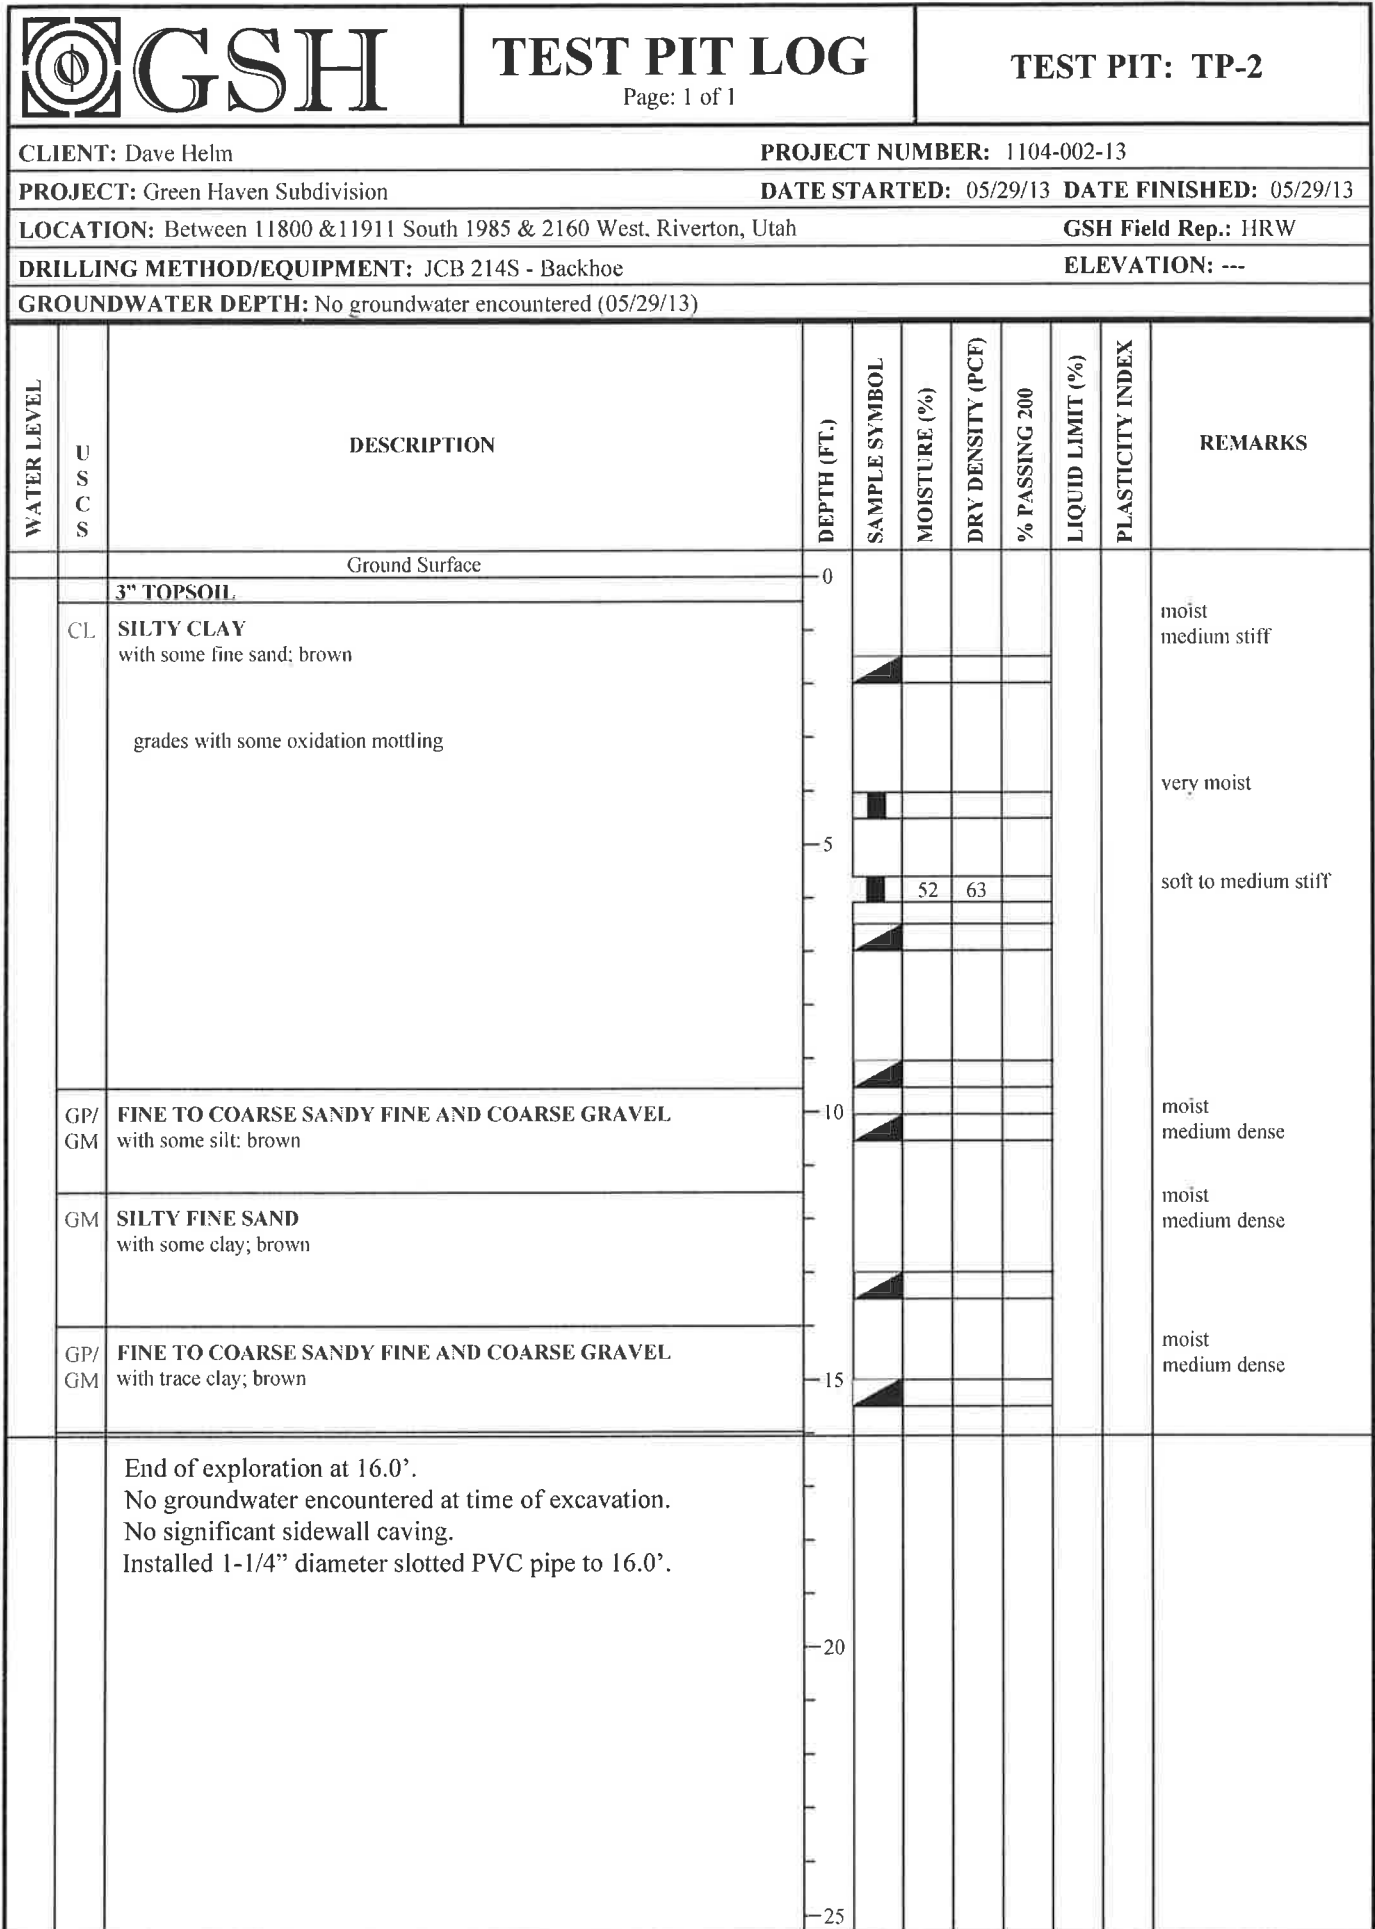 GSH
TEST PIT LOG
Page: 1 of 1
TEST PIT: TP-2
CLIENT: Dave Helm
PROJECT NUMBER: 1104-002-13
PROJECT: Green Haven Subdivision
DATE STARTED: 05/29/13 DATE FINISHED: 05/29/13
LOCATION: Between 11800 &11911 South 1985 & 2160 West, Riverton, Utah
GSH Field Rep.: HRW
DRILLING METHOD/EQUIPMENT: JCB 214S - Backhoe
ELEVATION: ---
GROUNDWATER DEPTH: No groundwater encountered (05/29/13)
WATER LEVEL
U
S
C
S
DESCRIPTION
DEPTH (FT.)
SAMPLE SYMBOL
MOISTURE (%)
DRY DENSITY (PCF)
% PASSING 200
LIQUID LIMIT (%)
PLASTICITY INDEX
REMARKS
Ground Surface
0
3” TOPSOIL
CL SILTY CLAY
with some fine sand; brown
moist
medium stiff
grades with some oxidation mottling
very moist
5
52 63
soft to medium stiff
GP/ FINE TO COARSE SANDY FINE AND COARSE GRAVEL
GM with some silt; brown
10
moist
medium dense
GM SILTY FINE SAND
with some clay; brown
moist
medium dense
GP/ FINE TO COARSE SANDY FINE AND COARSE GRAVEL
GM with trace clay; brown
15
moist
medium dense
End of exploration at 16.0’.
No groundwater encountered at time of excavation.
No significant sidewall caving.
Installed 1-1/4” diameter slotted PVC pipe to 16.0’.
20
25